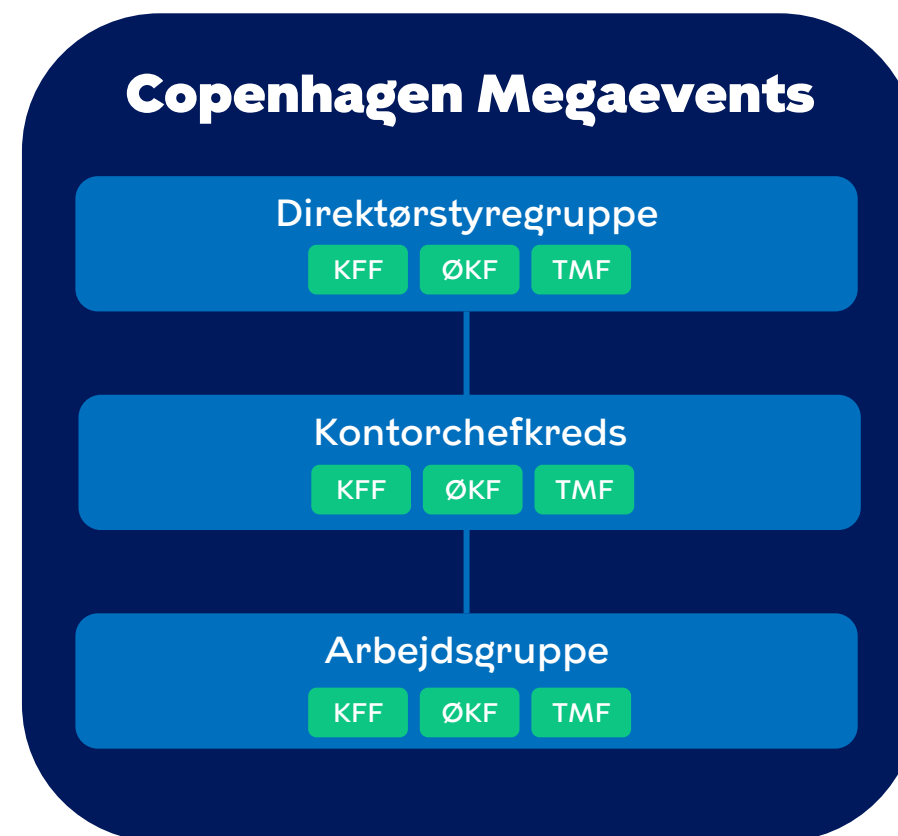 Copenhagen Megaevents
Direktørstyregruppe
KFF ØKF TMF
Kontorchefkreds
KFF ØKF TMF
Arbejdsgruppe
KFF ØKF TMF